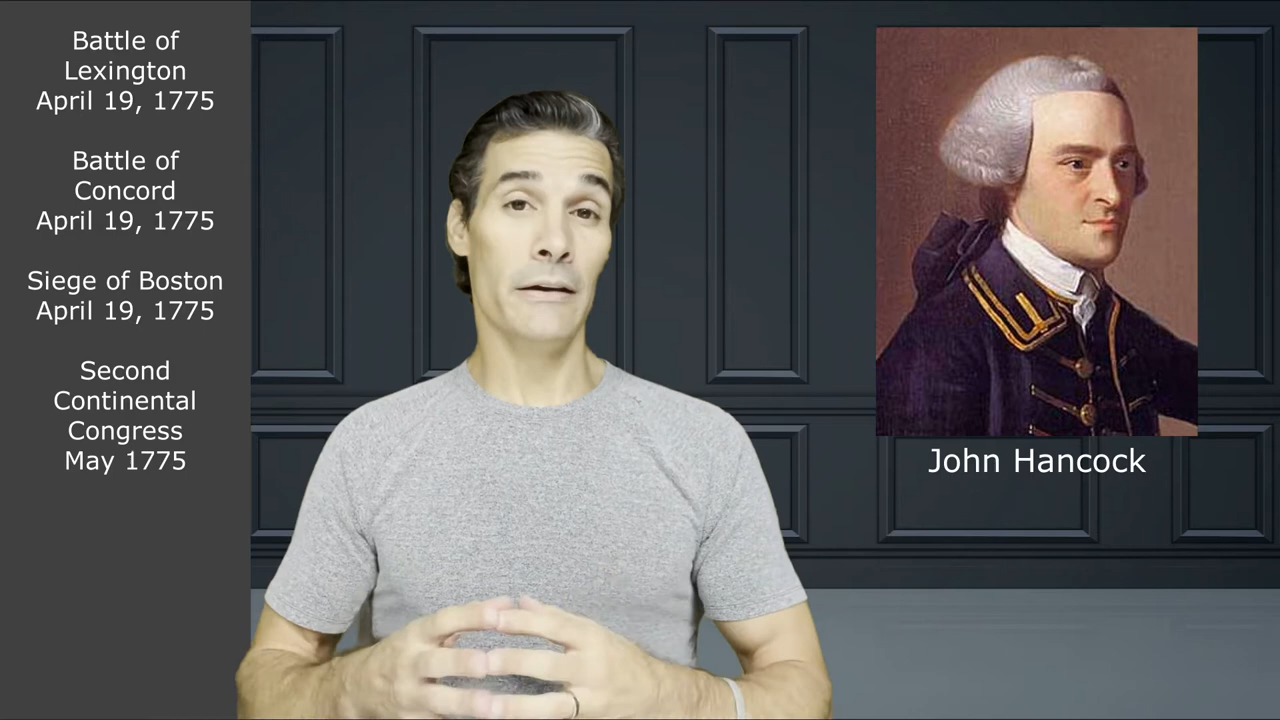 Battle of
Lexington
April 19, 1775
Battle of
Concord
April 19, 1775
Siege of Boston
April 19, 1775
Second
Continental
Congress
May 1775
John Hancock